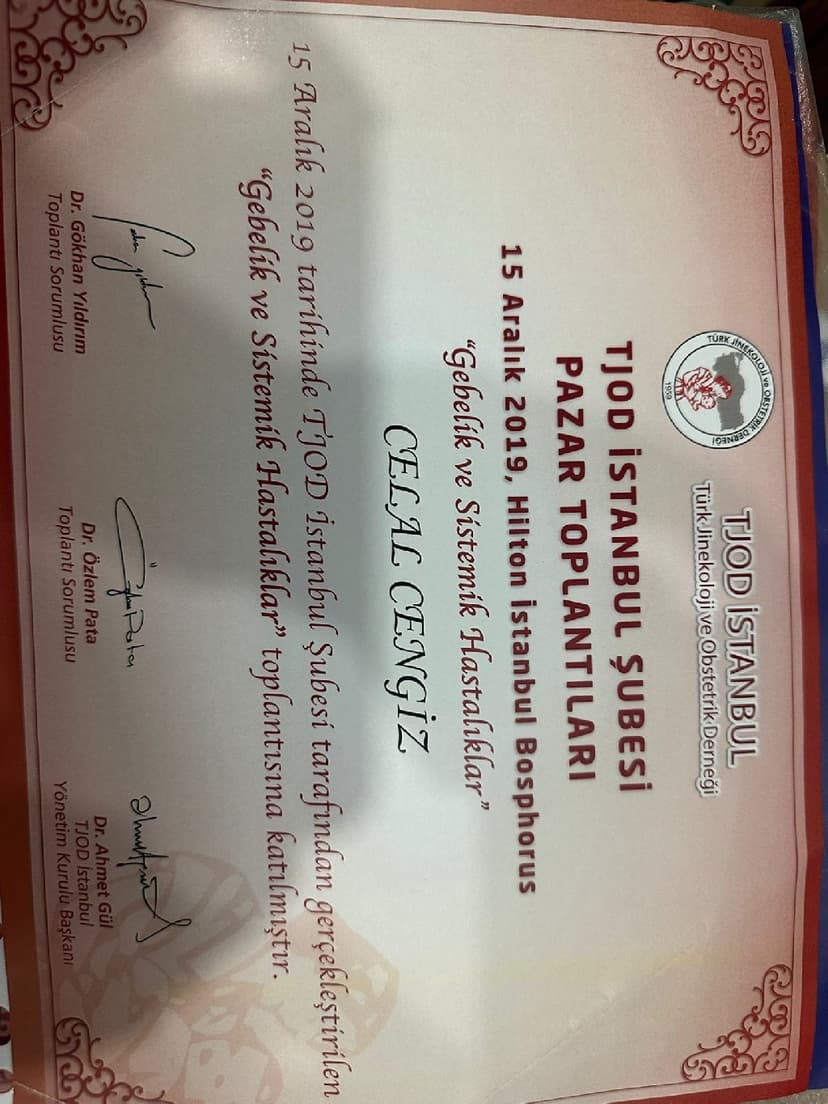 TÜRK JİNEKOLOJİ ve OBSTETRİK DERNEĞİ
1959
TJOD İSTANBUL
Türk Jinekoloji ve Obstetrik Derneği
TJOD İSTANBUL ŞUBESİ
PAZAR TOPLANTILARI
15 Aralık 2019, Hilton İstanbul Bosphorus
“Gebelik ve Sistemik Hastalıklar”
CELAL CENGİZ
15 Aralık 2019 tarihinde TJOD İstanbul Şubesi tarafından gerçekleştirilen
“Gebelik ve Sistemik Hastalıklar” toplantısına katılmıştır.
Dr. Gökhan Yıldırım
Toplantı Sorumlusu
Dr. Özlem Pata
Toplantı Sorumlusu
Dr. Ahmet Gül
TJOD İstanbul
Yönetim Kurulu Başkanı